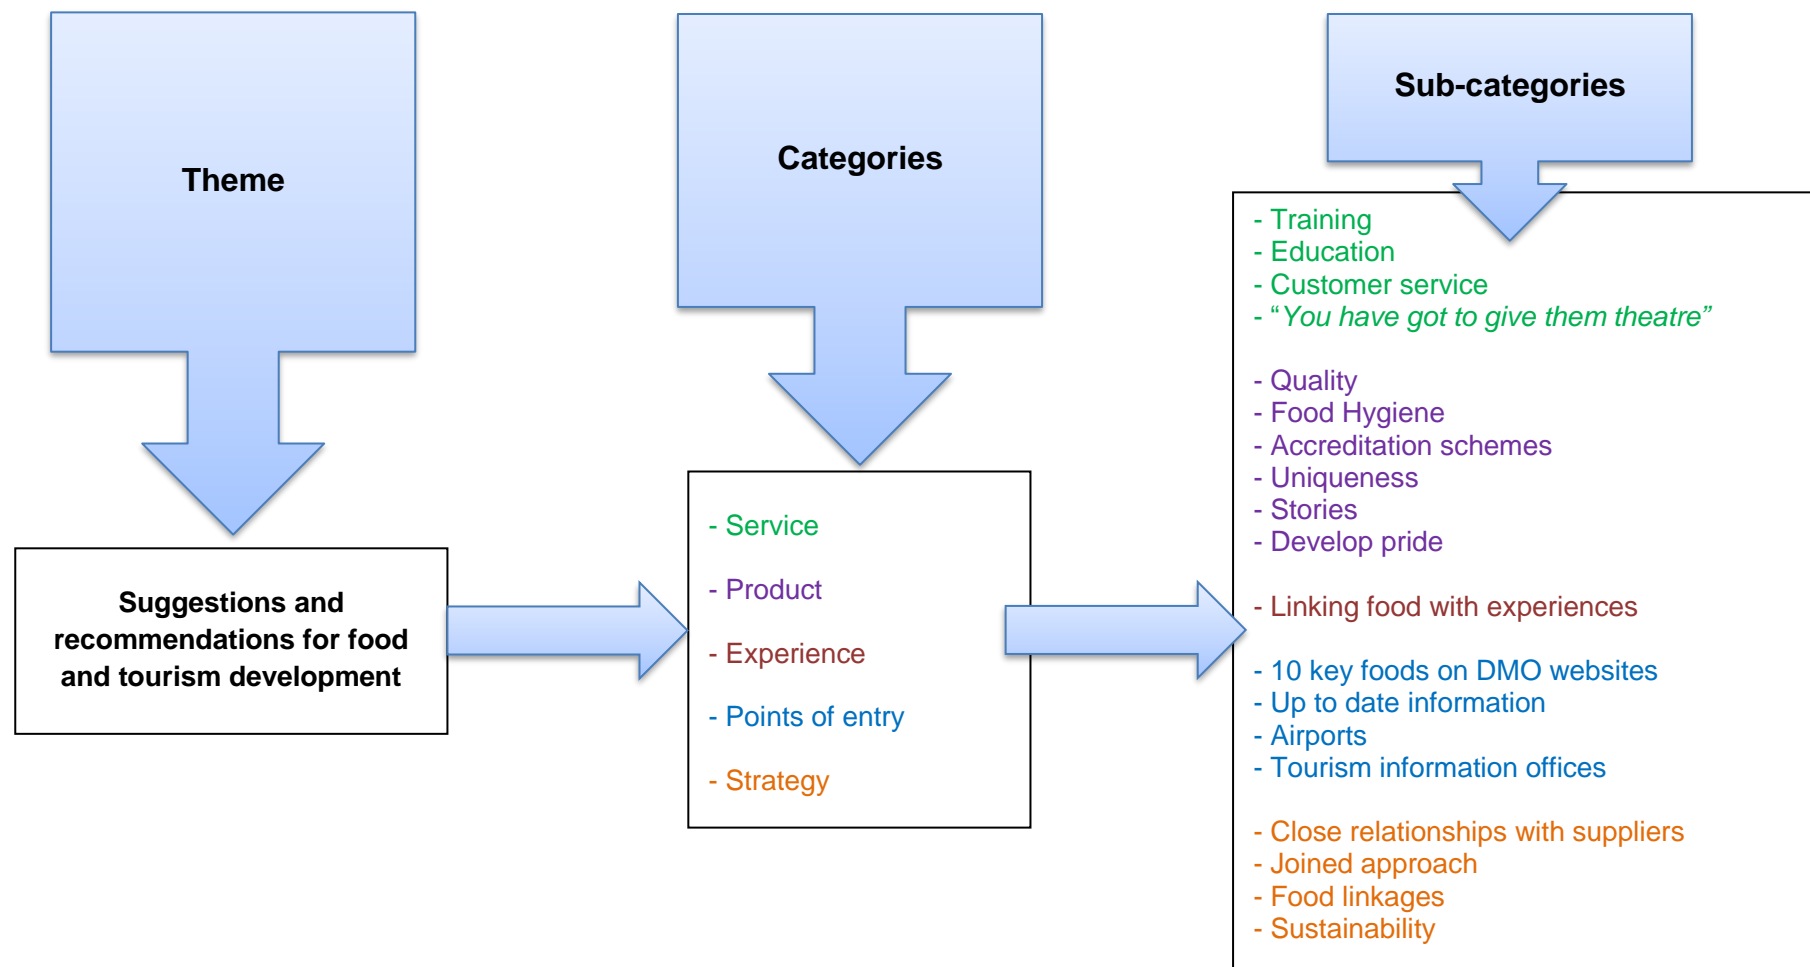 Theme
Categories
Sub-categories
Suggestions and
recommendations for food
and tourism development
- Service
- Product
- Experience
- Points of entry
- Strategy
- Training
- Education
- Customer service
- “You have got to give them theatre”
- Quality
- Food Hygiene
- Accreditation schemes
- Uniqueness
- Stories
- Develop pride
- Linking food with experiences
- 10 key foods on DMO websites
- Up to date information
- Airports
- Tourism information offices
- Close relationships with suppliers
- Joined approach
- Food linkages
- Sustainability